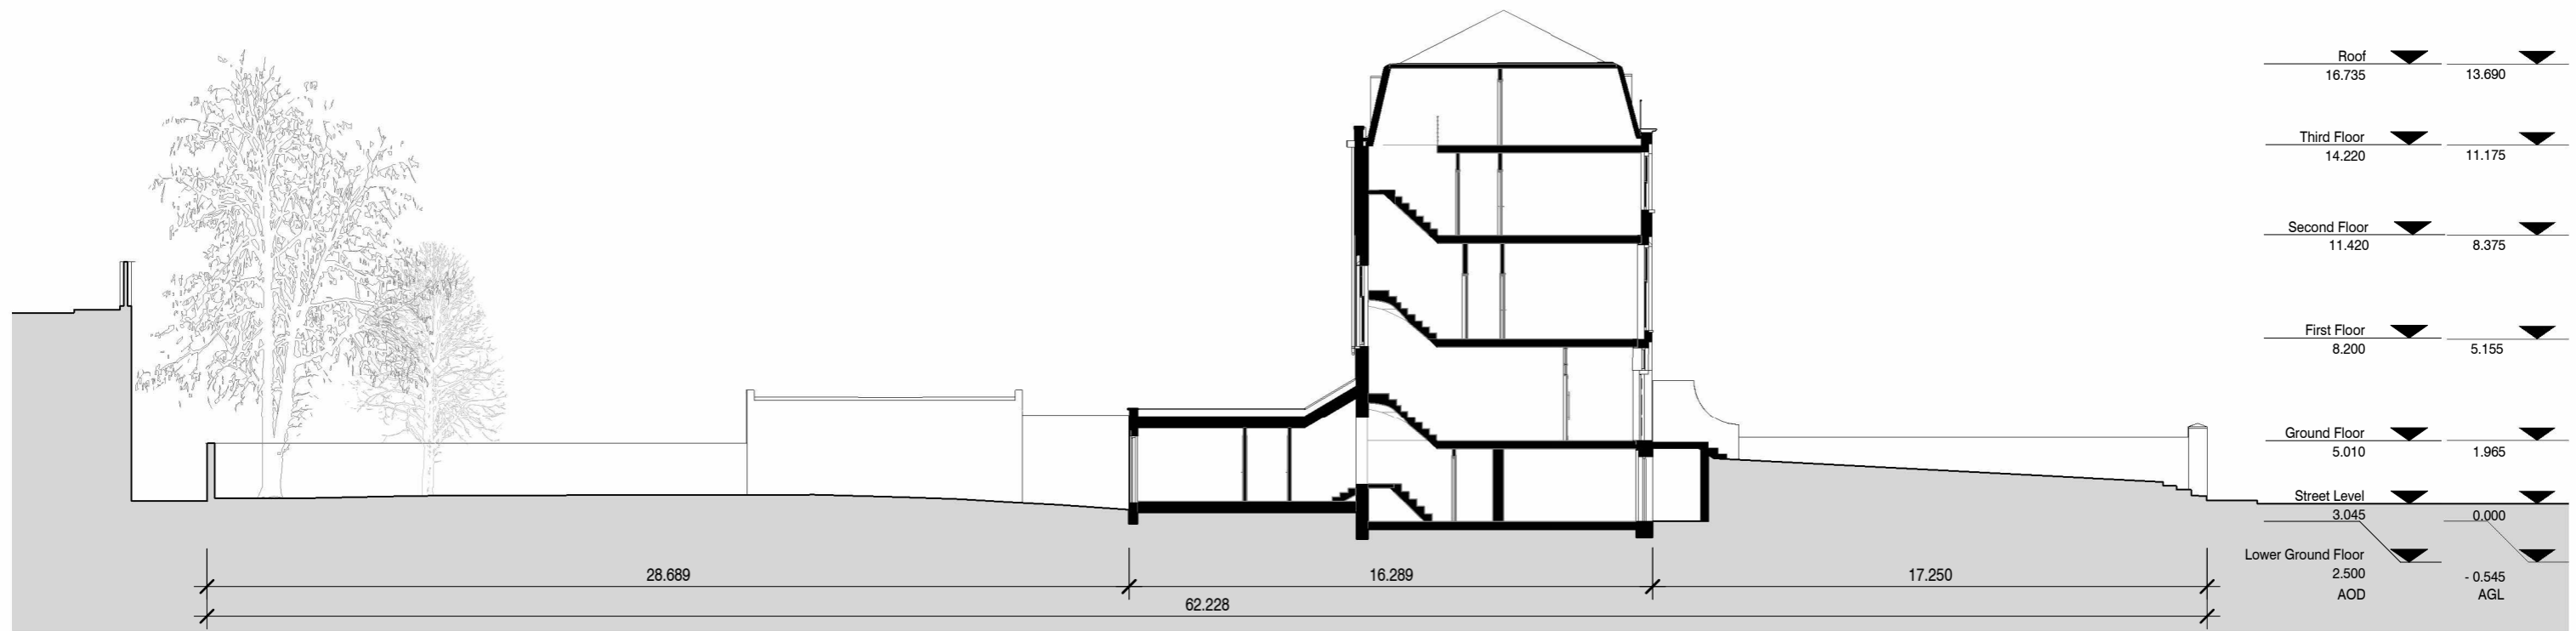 Roof
16.735 13.690
Third Floor
14.220 11.175
Second Floor
11.420 8.375
First Floor
8.200 5.155
Ground Floor
5.010 1.965
Street Level
3.045 0.000
Lower Ground Floor
2.500 - 0.545
AOD AGL
28.689 16.289 17.250
62.228